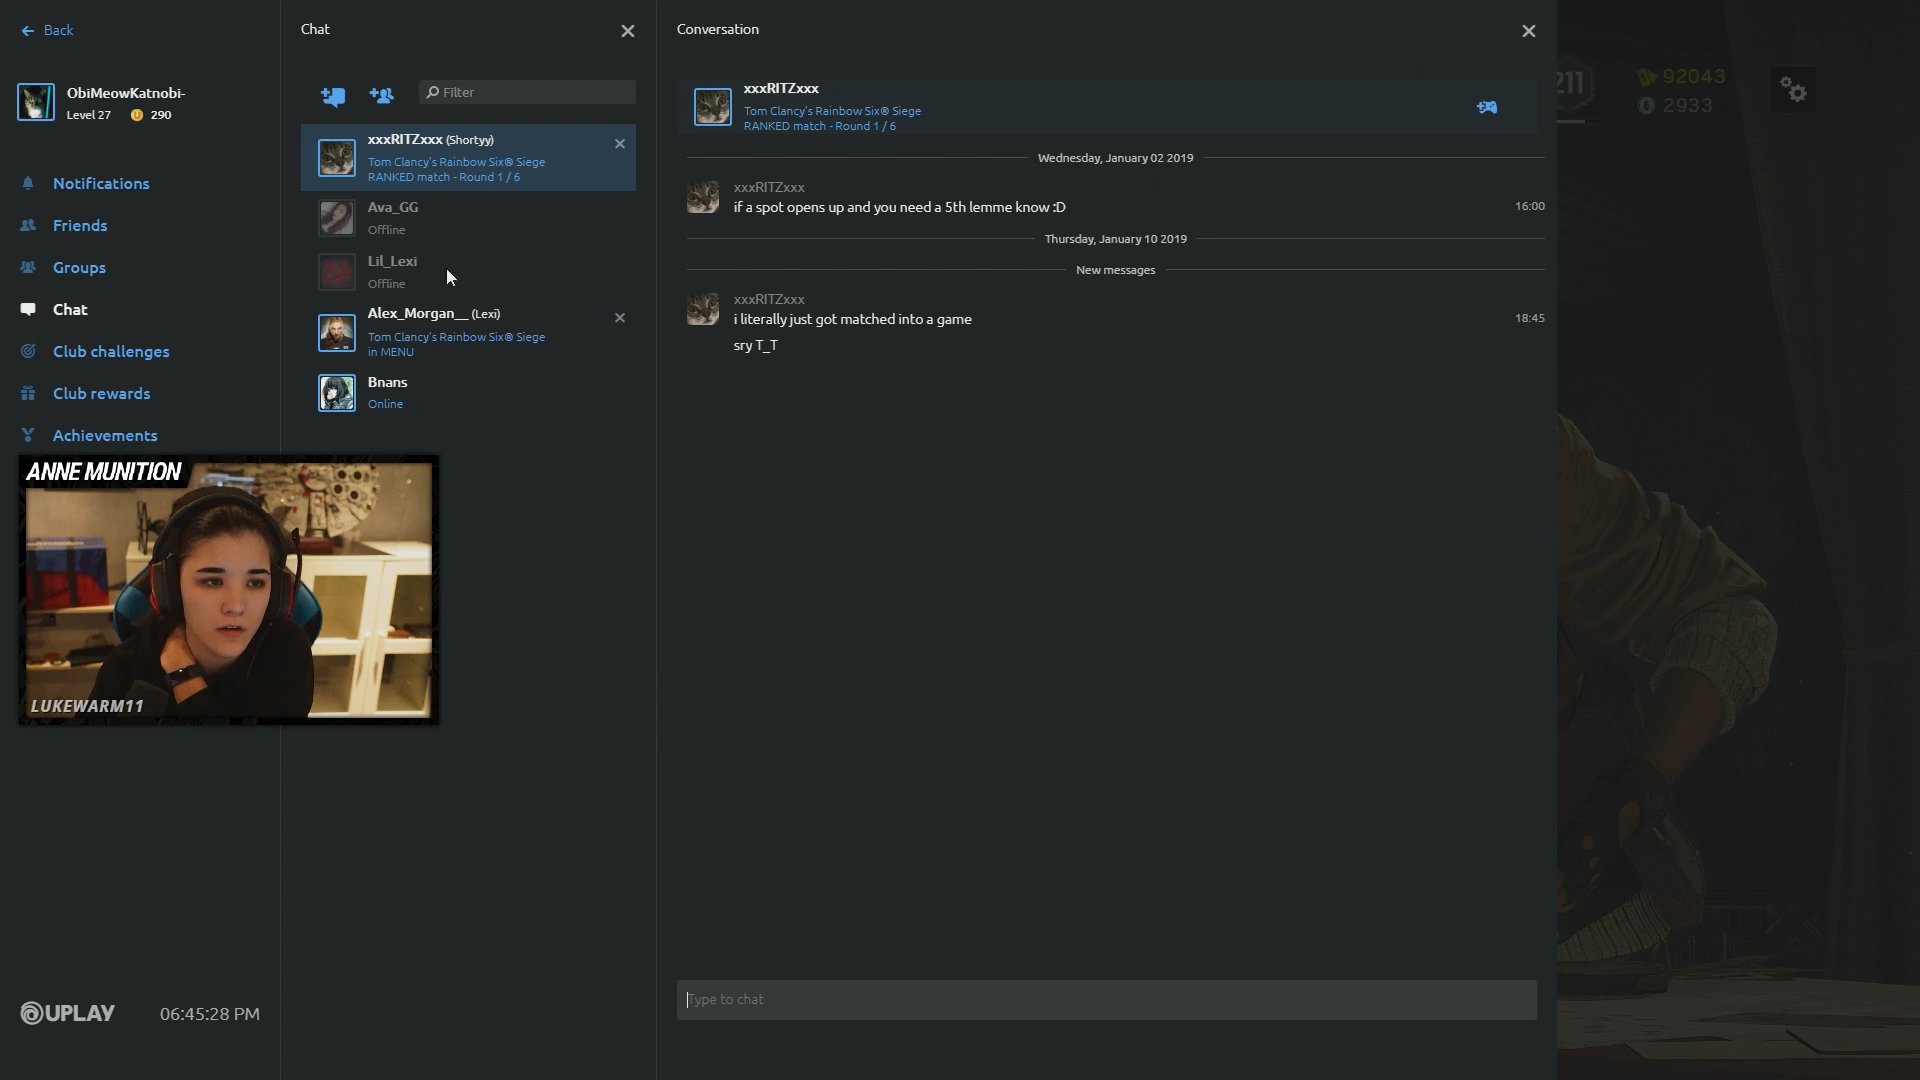 Back
ObiMeowKatnobi-
Level 27 290
Notifications
Friends
Groups
Chat
Club challenges
Club rewards
Achievements
ANNE MUNITION
LUKEWARM11
UPLAY
06:45:28 PM
Chat
Filter
xxxRITZxxx (Shortyy)
Tom Clancy's Rainbow Six® Siege
RANKED match - Round 1 / 6
Ava_GG
Offline
Lil_Lexi
Offline
Alex_Morgan__ (Lexi)
Tom Clancy's Rainbow Six® Siege
in MENU
Bnans
Online
Conversation
xxxRITZxxx
Tom Clancy's Rainbow Six® Siege
RANKED match - Round 1 / 6
Wednesday, January 02 2019
xxxRITZxxx
if a spot opens up and you need a 5th lemme know :D 16:00
Thursday, January 10 2019
New messages
xxxRITZxxx
i literally just got matched into a game 18:45
sry T_T
Type to chat
211
92043
2933